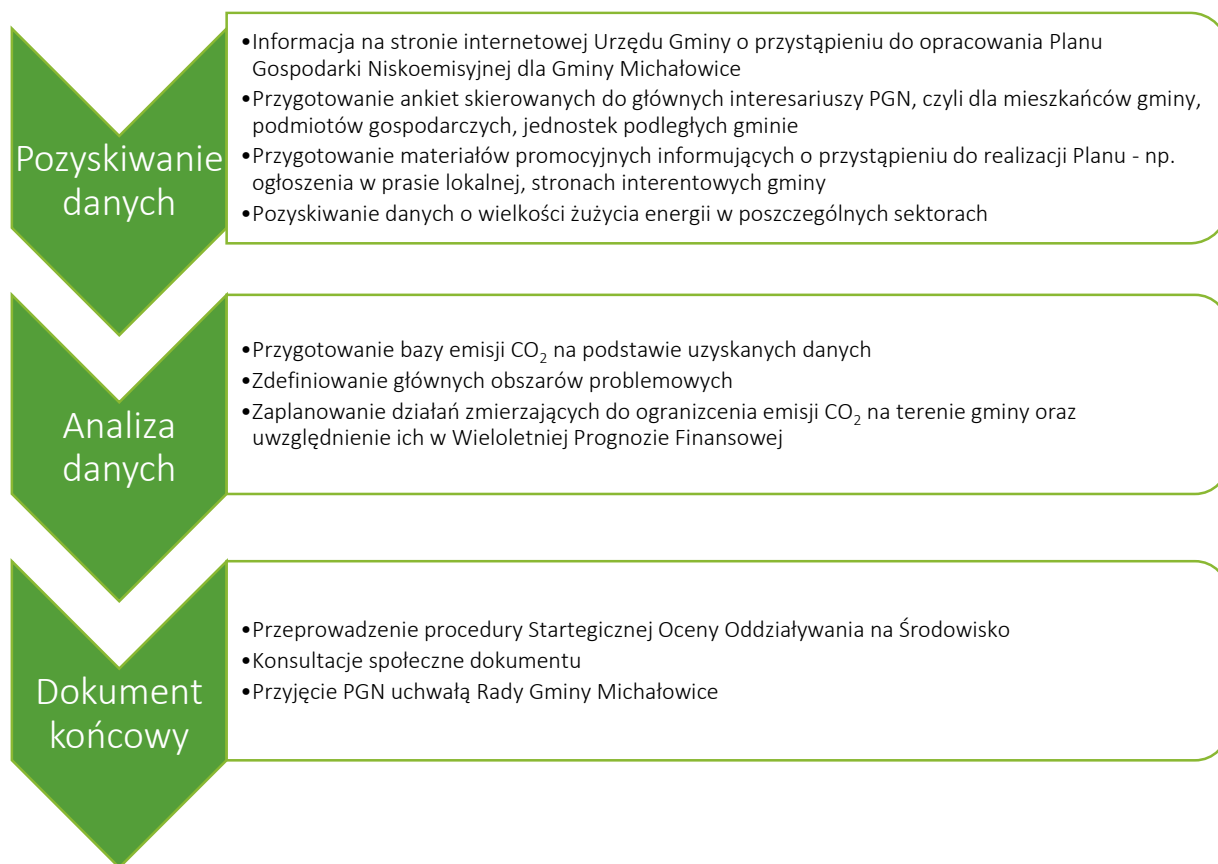 Pozyskiwanie
danych
•Informacja na stronie internetowej Urzędu Gminy o przystąpieniu do opracowania Planu
Gospodarki Niskoemisyjnej dla Gminy Michałowice
•Przygotowanie ankiet skierowanych do głównych interesariuszy PGN, czyli dla mieszkańców gminy,
podmiotów gospodarczych, jednostek podległych gminie
•Przygotowanie materiałów promocyjnych informujących o przystąpieniu do realizacji Planu - np.
ogłoszenia w prasie lokalnej, stronach interentowych gminy
•Pozyskiwanie danych o wielkości żużycia energii w poszczególnych sektorach
Analiza
danych
•Przygotowanie bazy emisji CO₂ na podstawie uzyskanych danych
•Zdefiniowanie głównych obszarów problemowych
•Zaplanowanie działań zmierzających do ogranizcenia emisji CO₂ na terenie gminy oraz
uwzględnienie ich w Wieloletniej Prognozie Finansowej
Dokument
końcowy
•Przeprowadzenie procedury Startegicznej Oceny Oddziaływania na Środowisko
•Konsultacje społeczne dokumentu
•Przyjęcie PGN uchwałą Rady Gminy Michałowice